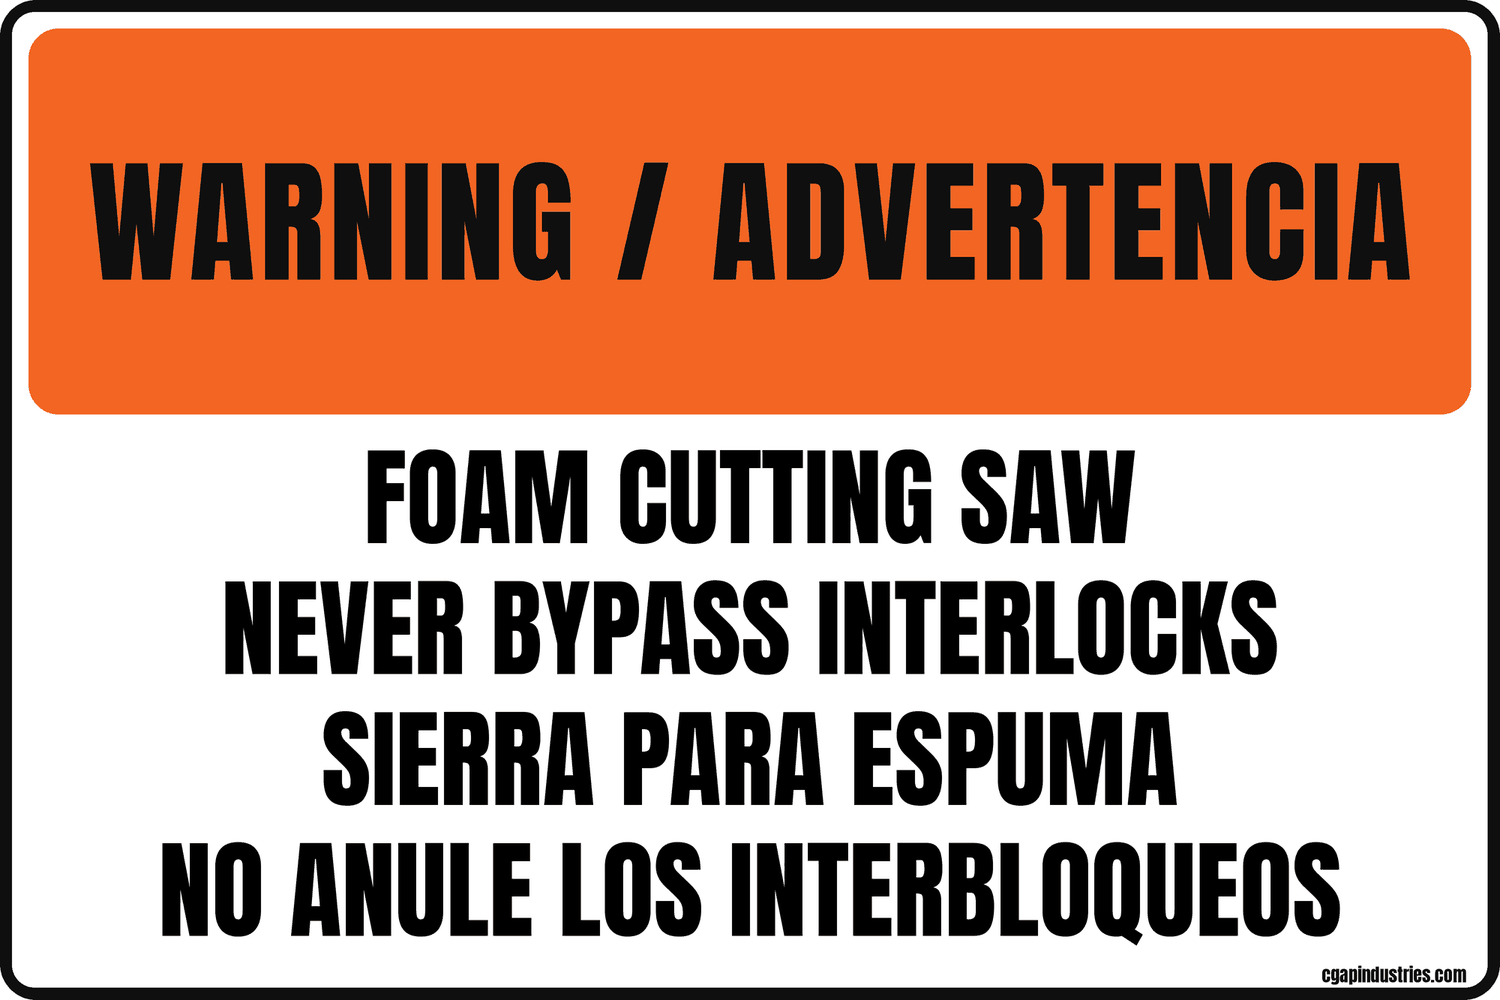 WARNING / ADVERTENCIA
FOAM CUTTING SAW
NEVER BYPASS INTERLOCKS
SIERRA PARA ESPUMA
NO ANULE LOS INTERBLOQUEOS
cgapindustries.com